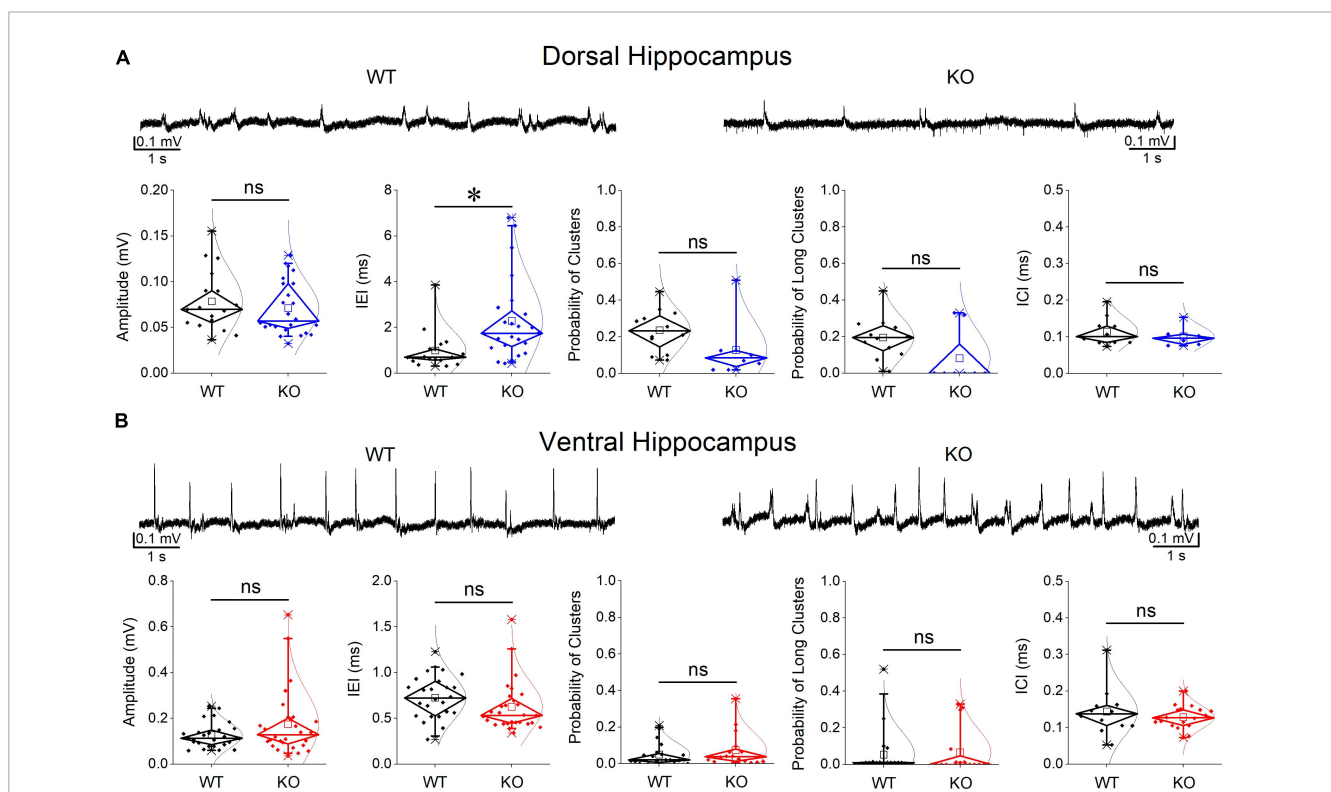 A
Dorsal Hippocampus
WT
KO
0.1 mV
1 s
0.1 mV
1 s
Amplitude (mV)
0.20
0.15
0.10
0.05
0.00
ns
WT
KO
IEI (ms)
8
6
4
2
0
*
WT
KO
Probability of Clusters
1.0
0.8
0.6
0.4
0.2
0.0
ns
WT
KO
Probability of Long Clusters
1.0
0.8
0.6
0.4
0.2
0.0
ns
WT
KO
ICI (ms)
0.5
0.4
0.3
0.2
0.1
0.0
ns
WT
KO
B
Ventral Hippocampus
WT
KO
0.1 mV
1 s
0.1 mV
1 s
Amplitude (mV)
0.8
0.6
0.4
0.2
0.0
ns
WT
KO
IEI (ms)
2.0
1.5
1.0
0.5
0.0
ns
WT
KO
Probability of Clusters
1.0
0.8
0.6
0.4
0.2
0.0
ns
WT
KO
Probability of Long Clusters
1.0
0.8
0.6
0.4
0.2
0.0
ns
WT
KO
ICI (ms)
0.5
0.4
0.3
0.2
0.1
0.0
ns
WT
KO